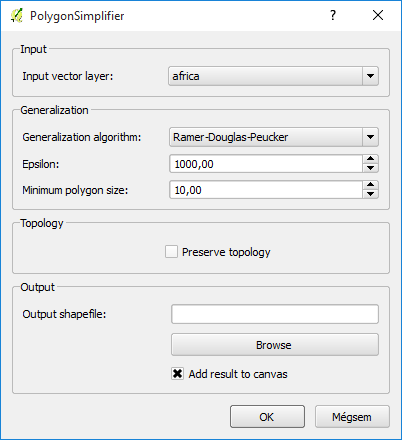 PolygonSimplifier
?
Input
Input vector layer: africa
Generalization
Generalization algorithm: Ramer-Douglas-Peucker
Epsilon: 1000,00
Minimum polygon size: 10,00
Topology
Preserve topology
Output
Output shapefile:
Browse
Add result to canvas
OK Mégsem